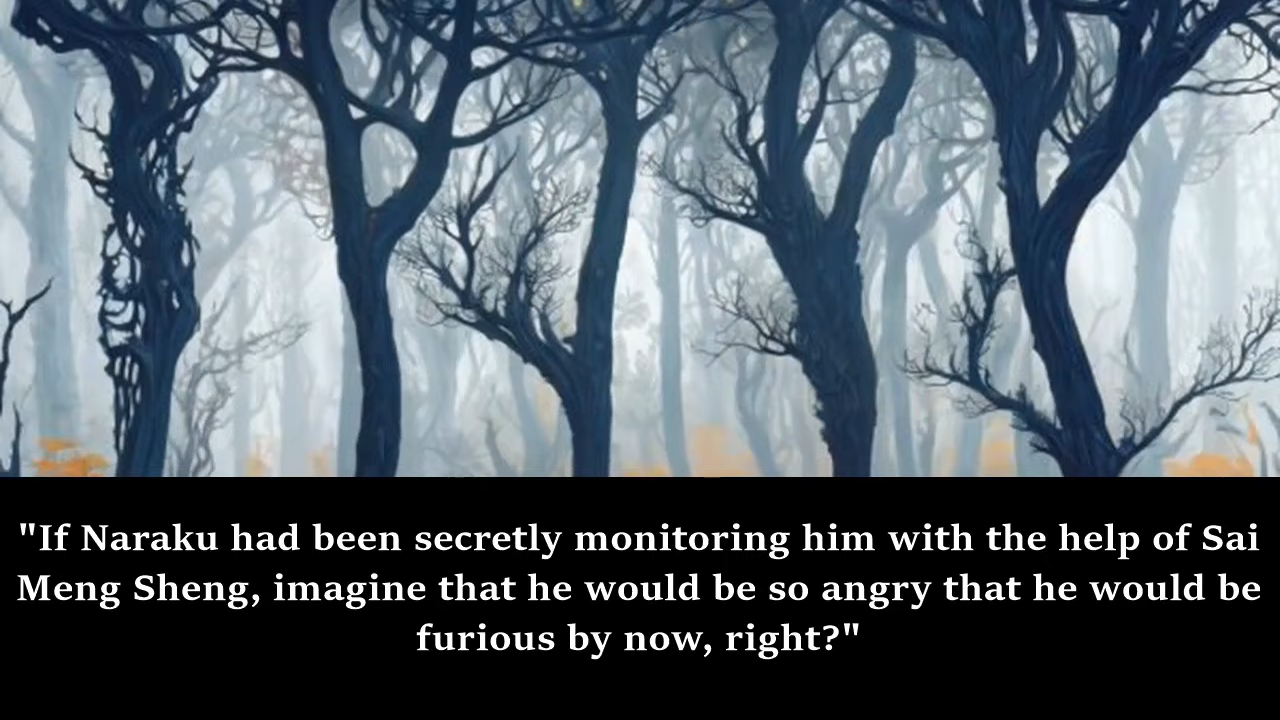 "If Naraku had been secretly monitoring him with the help of Sai
Meng Sheng, imagine that he would be so angry that he would be
furious by now, right?"